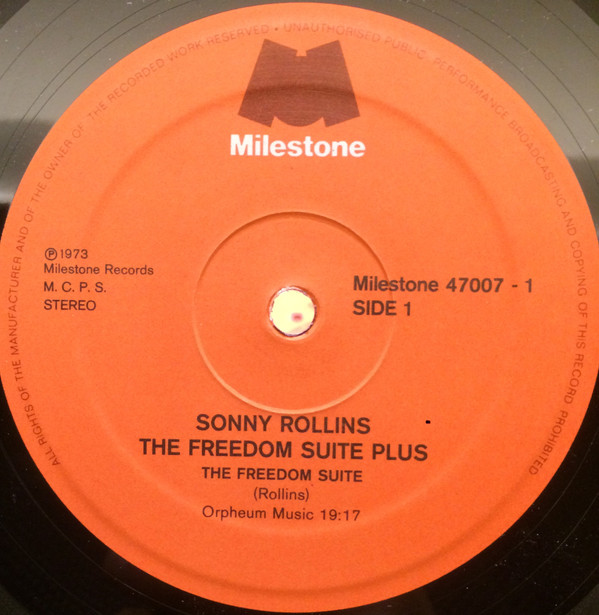 ALL RIGHTS OF THE MANUFACTURER AND OF THE OWNER OF THE RECORDED WORK RESERVED • UNAUTHORISED PUBLIC PERFORMANCE BROADCASTING AND COPYING OF THIS RECORD PROHIBITED
Milestone
℗ 1973
Milestone Records
M. C. P. S.
STEREO
Milestone 47007 - 1
SIDE 1
SONNY ROLLINS
THE FREEDOM SUITE PLUS
THE FREEDOM SUITE
(Rollins)
Orpheum Music 19:17